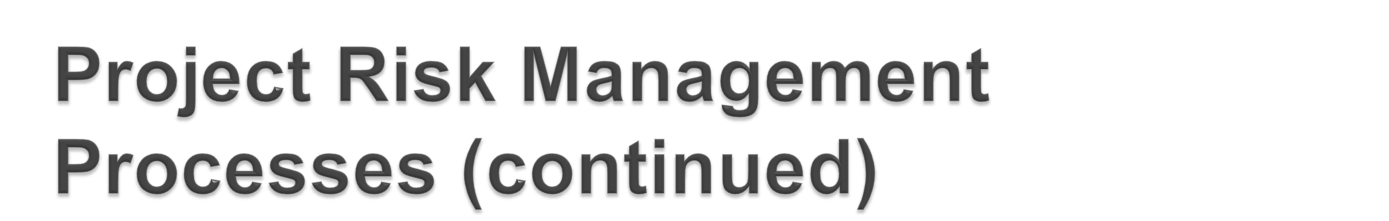 Project Risk Management
Processes (continued)